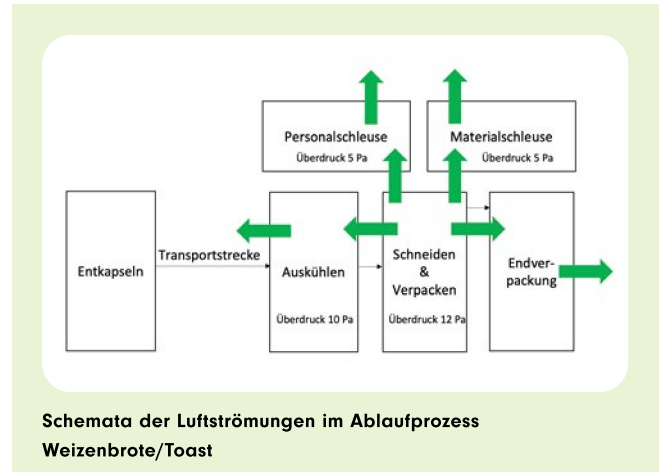 Personalschleuse
Überdruck 5 Pa
Materialschleuse
Überdruck 5 Pa
Entkapseln
Transportstrecke
Auskühlen
Überdruck 10 Pa
Schneiden
&
Verpacken
Überdruck 12 Pa
Endver-
packung
Schemata der Luftströmungen im Ablaufprozess
Weizenbrote/Toast